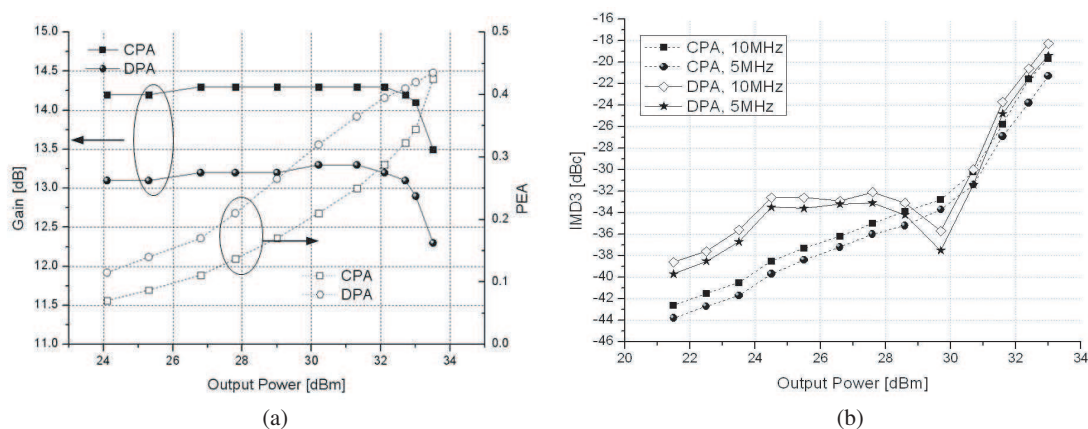 15.0
14.5
14.0
13.5
13.0
12.5
12.0
11.5
11.0
Gain [dB]
CPA
DPA
CPA
DPA
0.5
0.4
0.3
0.2
0.1
0.0
PEA
24 26 28 30 32 34
Output Power [dBm]
(a)
-16
-18
-20
-22
-24
-26
-28
-30
-32
-34
-36
-38
-40
-42
-44
-46
IMD3 [dBc]
CPA, 10MHz
CPA, 5MHz
DPA, 10MHz
DPA, 5MHz
20 22 24 26 28 30 32 34
Output Power [dBm]
(b)